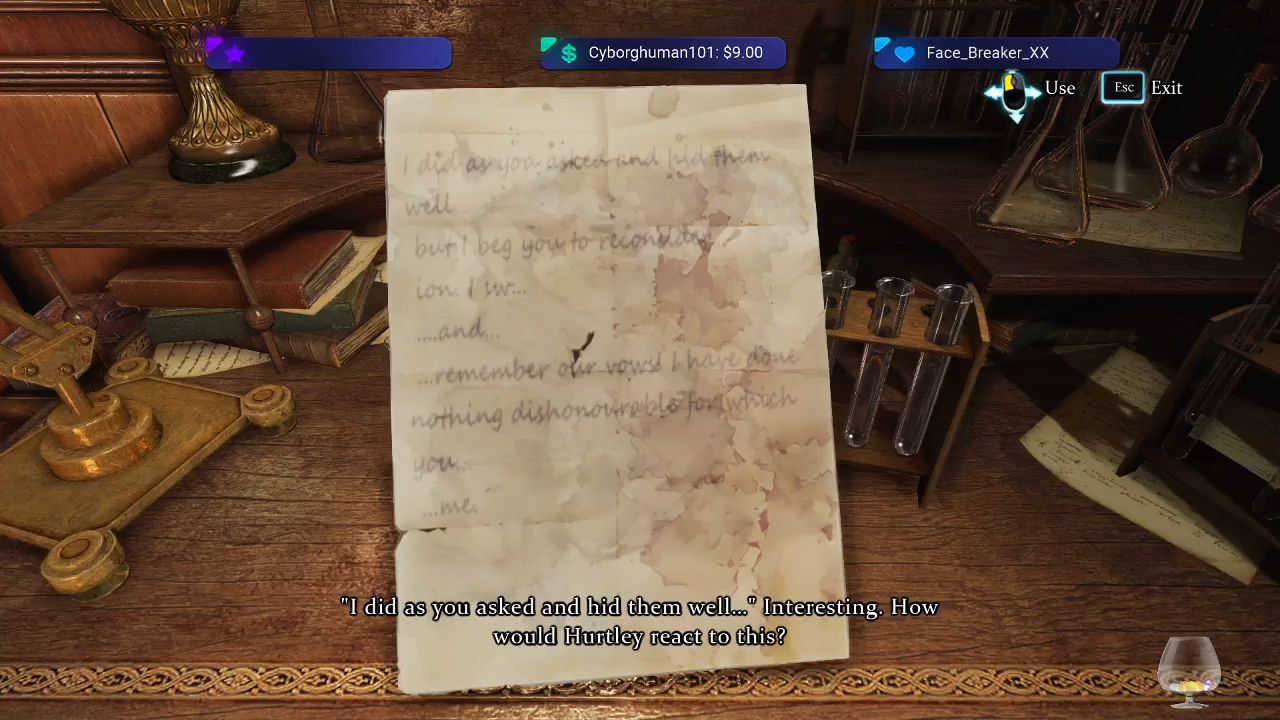 Cyborghuman101: $9.00
Face_Breaker_XX
Use
Esc
Exit
I did as you asked and hid them
well
but I beg you to reconsider
ion. I sw...
....and...
...remember our vows! I have done
nothing dishonourable for which
you...
...me.
"I did as you asked and hid them well..." Interesting. How
would Hurtley react to this?